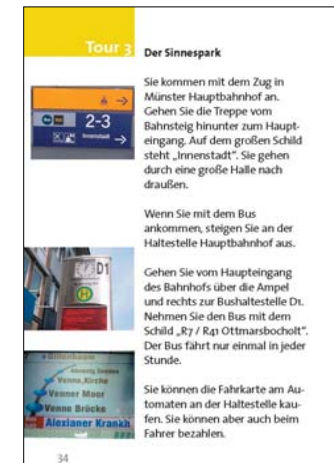 Tour 3
Der Sinnespark
Sie kommen mit dem Zug in
Münster Hauptbahnhof an.
Gehen Sie die Treppe vom
Bahnsteig hinunter zum Haupt-
eingang. Auf dem großen Schild
steht „Innenstadt“. Sie gehen
durch eine große Halle nach
draußen.
Wenn Sie mit dem Bus
ankommen, steigen Sie an der
Haltestelle Hauptbahnhof aus.
Gehen Sie vom Haupteingang
des Bahnhofs über die Ampel
und rechts zur Bushaltestelle D1.
Nehmen Sie den Bus mit dem
Schild „R7 / R41 Ottmarsbocholt“.
Der Bus fährt nur einmal in jeder
Stunde.
Sie können die Fahrkarte am Au-
tomaten an der Haltestelle kau-
fen. Sie können aber auch beim
Fahrer bezahlen.
2-3
Innenstadt
D1
H
Venne, Kirche
Venner Moor
Venne Brücke
Alexianer Krankh
34